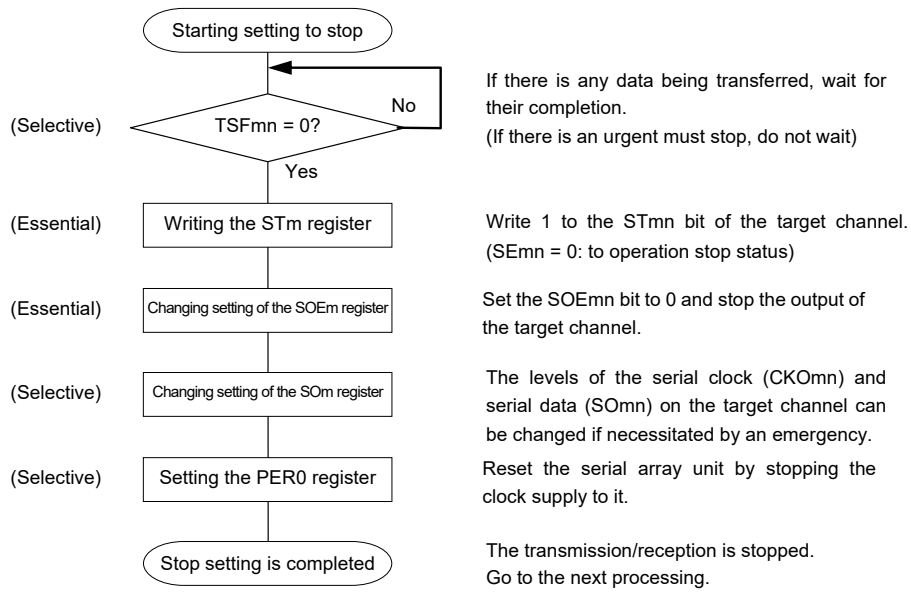 Starting setting to stop
No
If there is any data being transferred, wait for
their completion.
(If there is an urgent must stop, do not wait)
(Selective)
TSFmn = 0?
Yes
(Essential)
Writing the STm register
Write 1 to the STmn bit of the target channel.
(SEmn = 0: to operation stop status)
(Essential)
Changing setting of the SOEm register
Set the SOEmn bit to 0 and stop the output of
the target channel.
(Selective)
Changing setting of the SOm register
The levels of the serial clock (CKOmn) and
serial data (SOmn) on the target channel can
be changed if necessitated by an emergency.
(Selective)
Setting the PER0 register
Reset the serial array unit by stopping the
clock supply to it.
Stop setting is completed
The transmission/reception is stopped.
Go to the next processing.